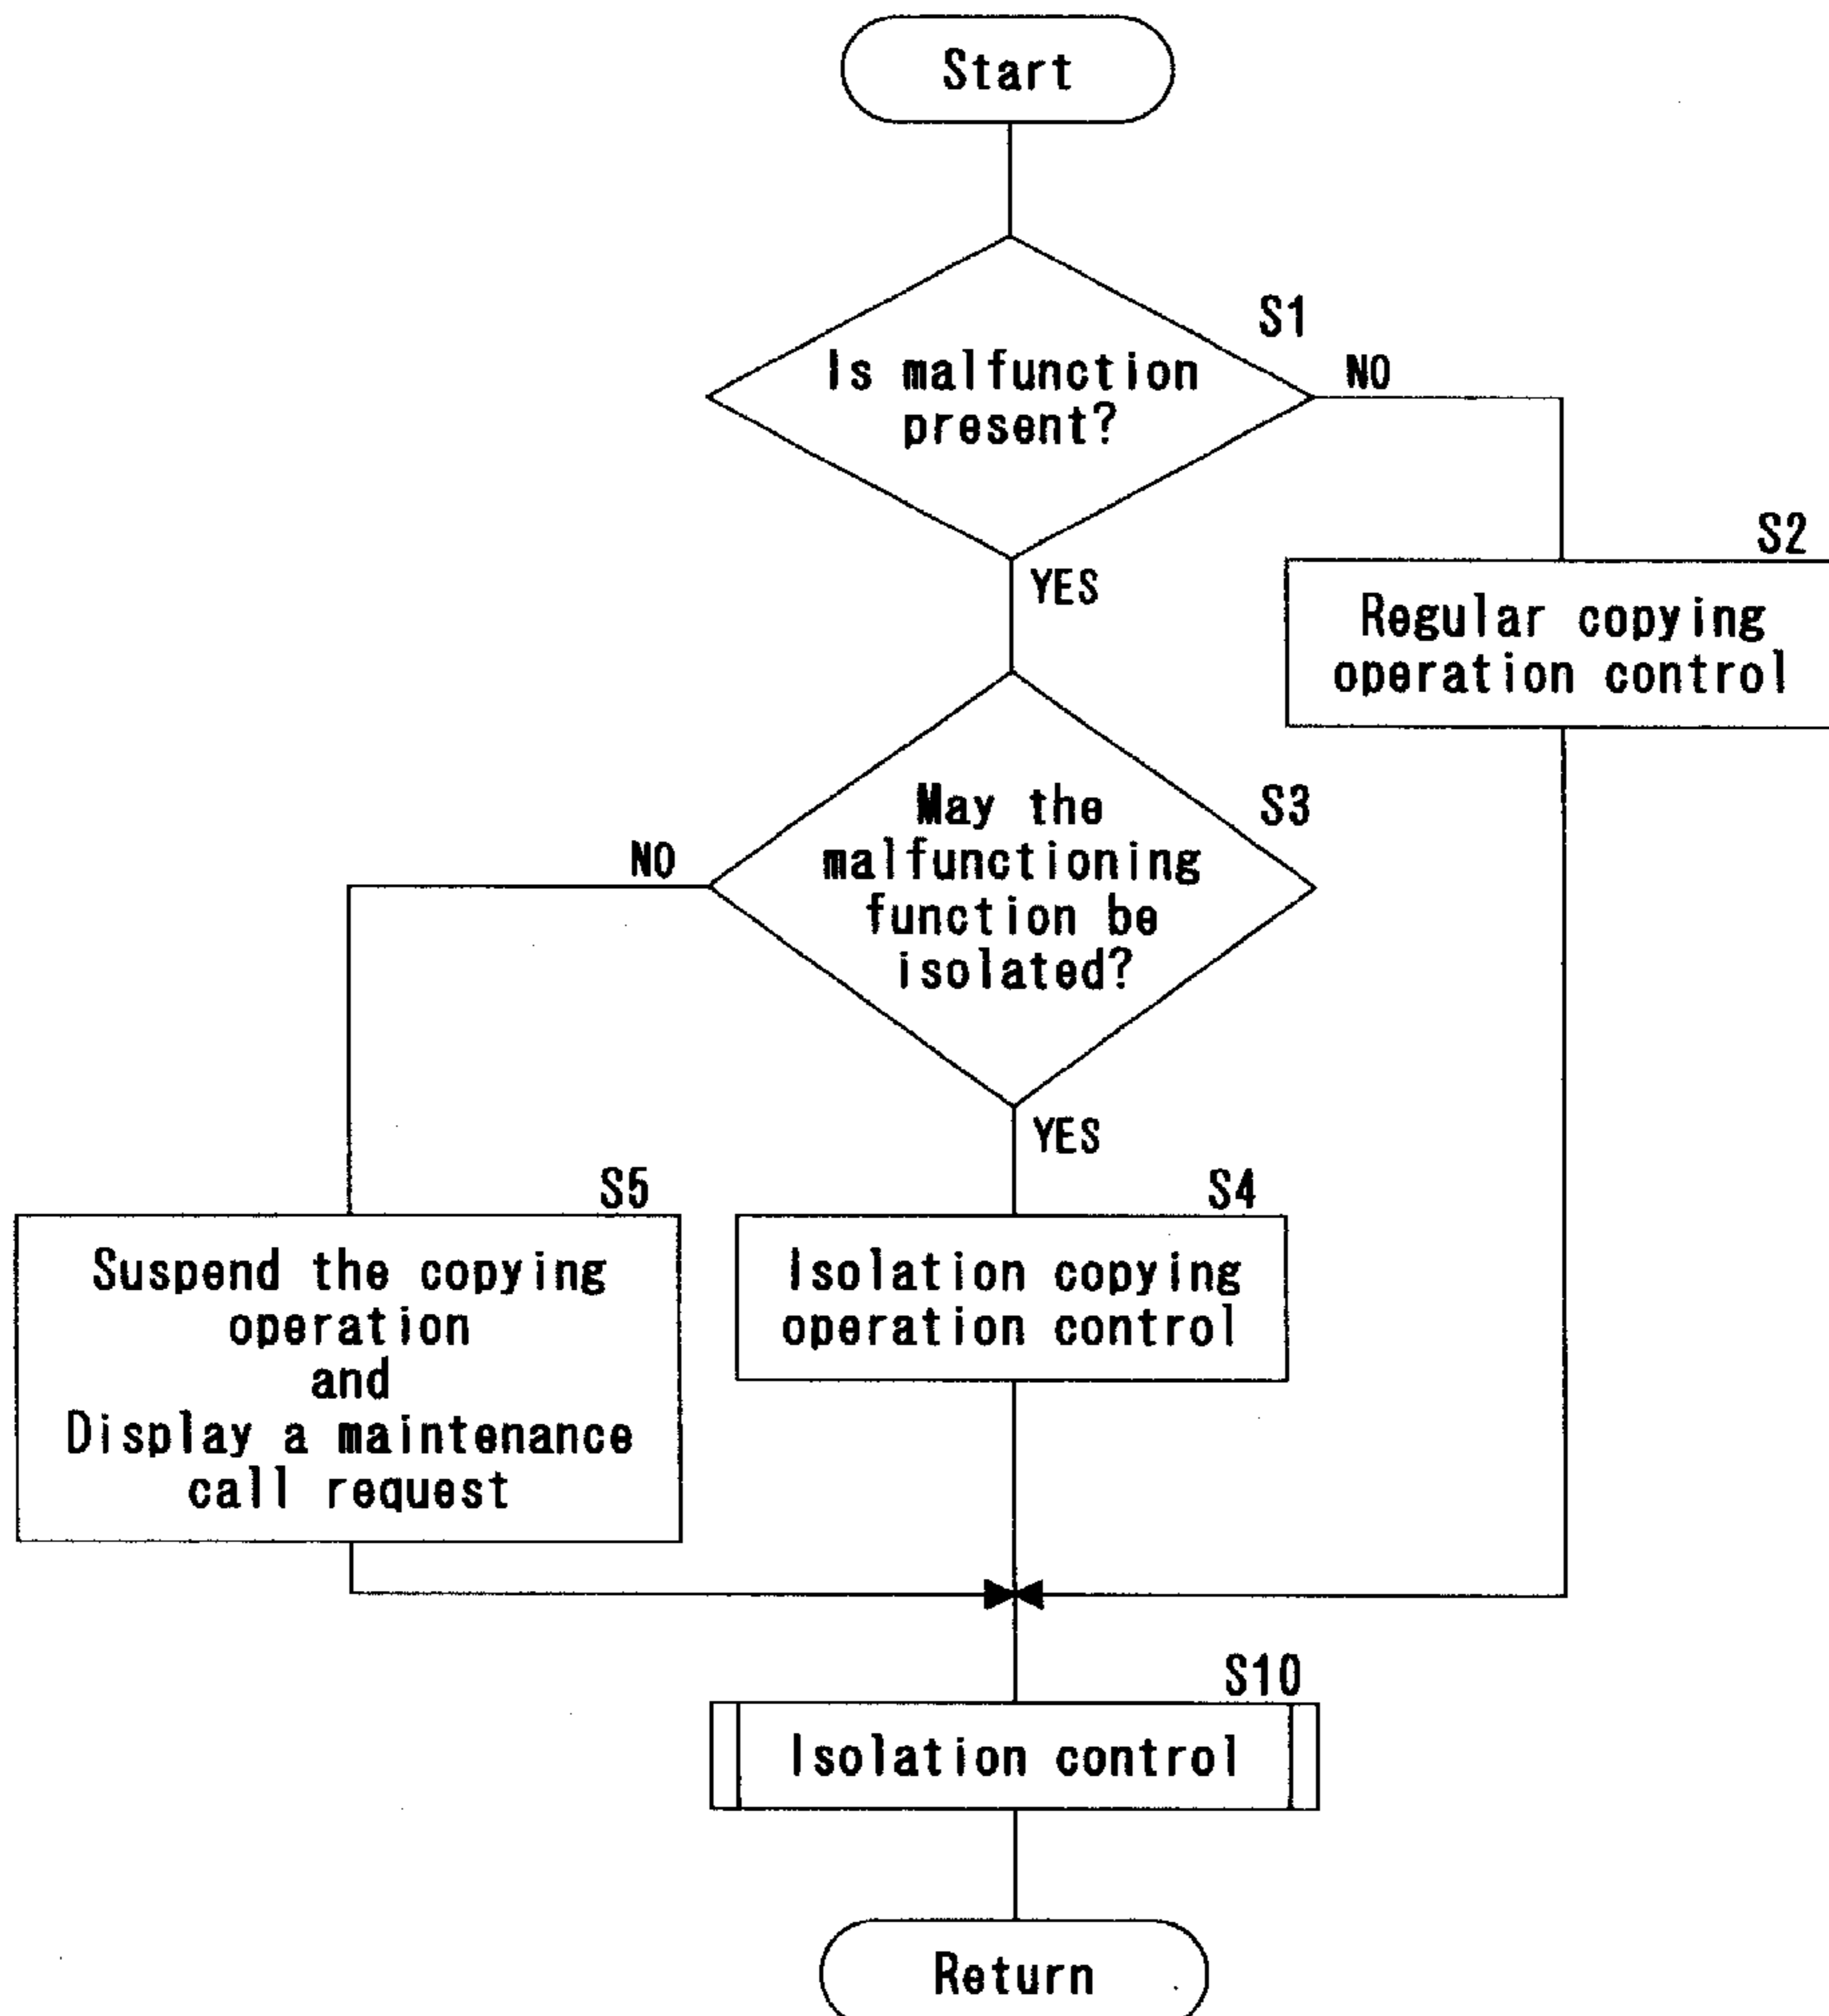 Start
S1
Is malfunction
present?
NO
YES
S2
Regular copying
operation control
S3
May the
malfunctioning
function be
isolated?
NO
YES
S5
Suspend the copying
operation
and
Display a maintenance
call request
S4
Isolation copying
operation control
S10
Isolation control
Return